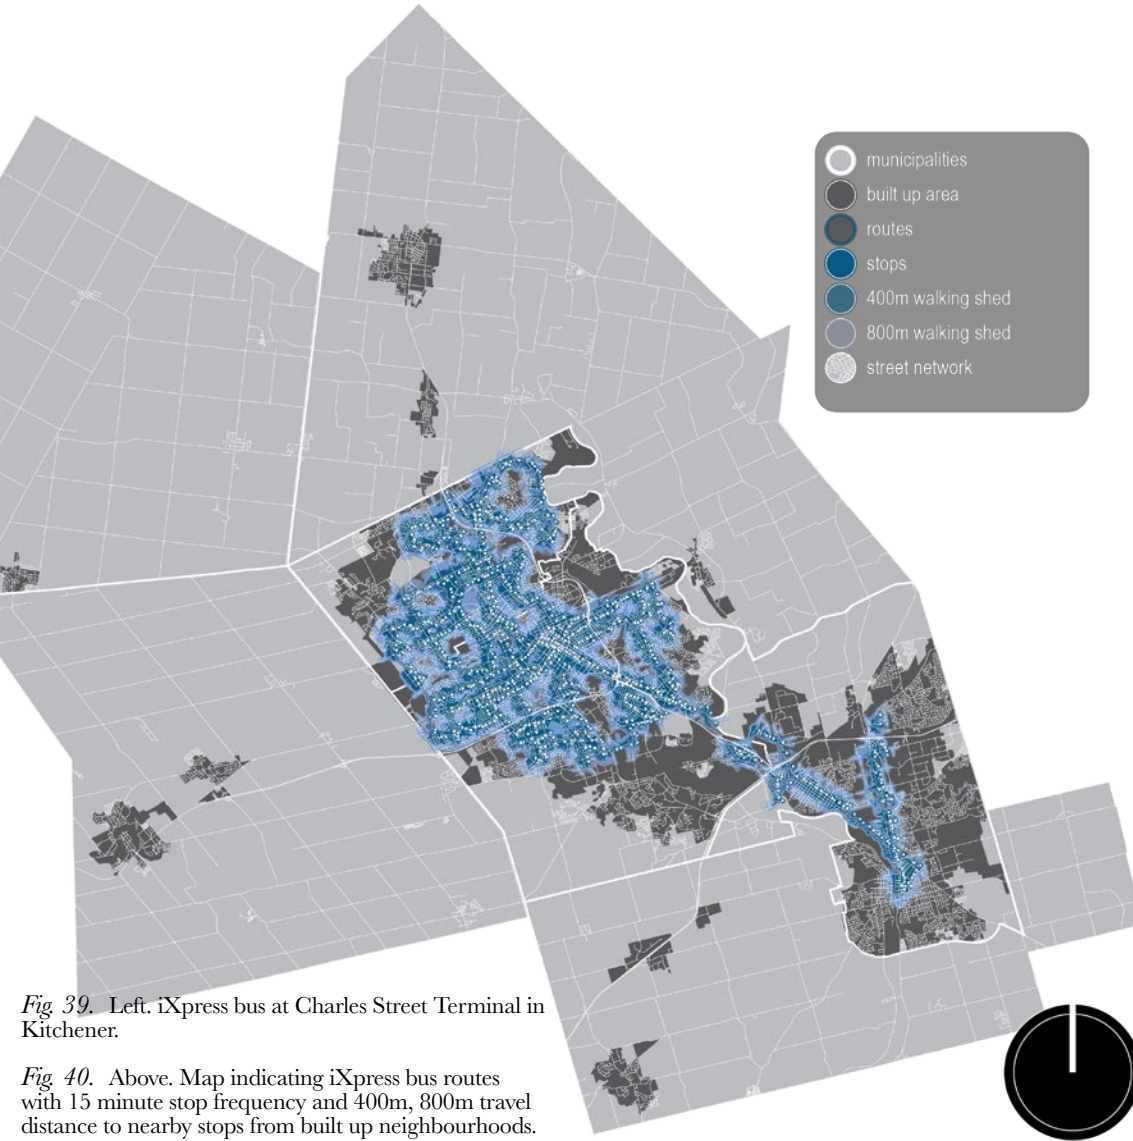 municipalities
built up area
routes
stops
400m walking shed
800m walking shed
street network
Fig. 39. Left. iXpress bus at Charles Street Terminal in
Kitchener.
Fig. 40. Above. Map indicating iXpress bus routes
with 15 minute stop frequency and 400m, 800m travel
distance to nearby stops from built up neighbourhoods.